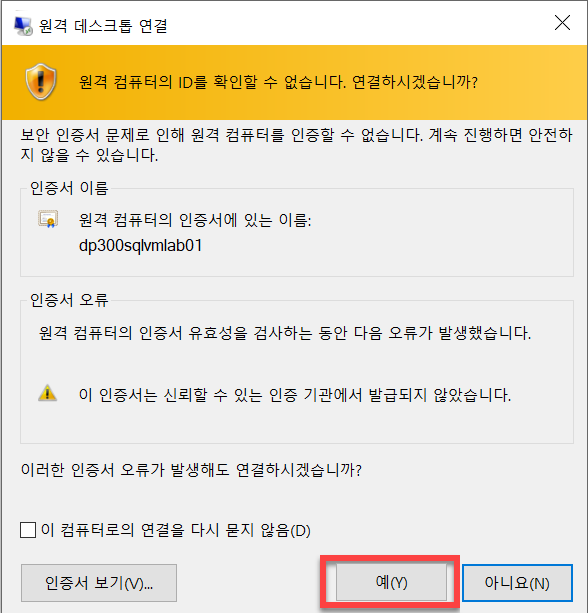 원격 데스크톱 연결
원격 컴퓨터의 ID를 확인할 수 없습니다. 연결하시겠습니까?
보안 인증서 문제로 인해 원격 컴퓨터를 인증할 수 없습니다. 계속 진행하면 안전하
지 않을 수 있습니다.
인증서 이름
원격 컴퓨터의 인증서에 있는 이름:
dp300sqlvmlab01
인증서 오류
원격 컴퓨터의 인증서 유효성을 검사하는 동안 다음 오류가 발생했습니다.
이 인증서는 신뢰할 수 있는 인증 기관에서 발급되지 않았습니다.
이러한 인증서 오류가 발생해도 연결하시겠습니까?
이 컴퓨터로의 연결을 다시 묻지 않음(D)
인증서 보기(V)... 예(Y) 아니요(N)